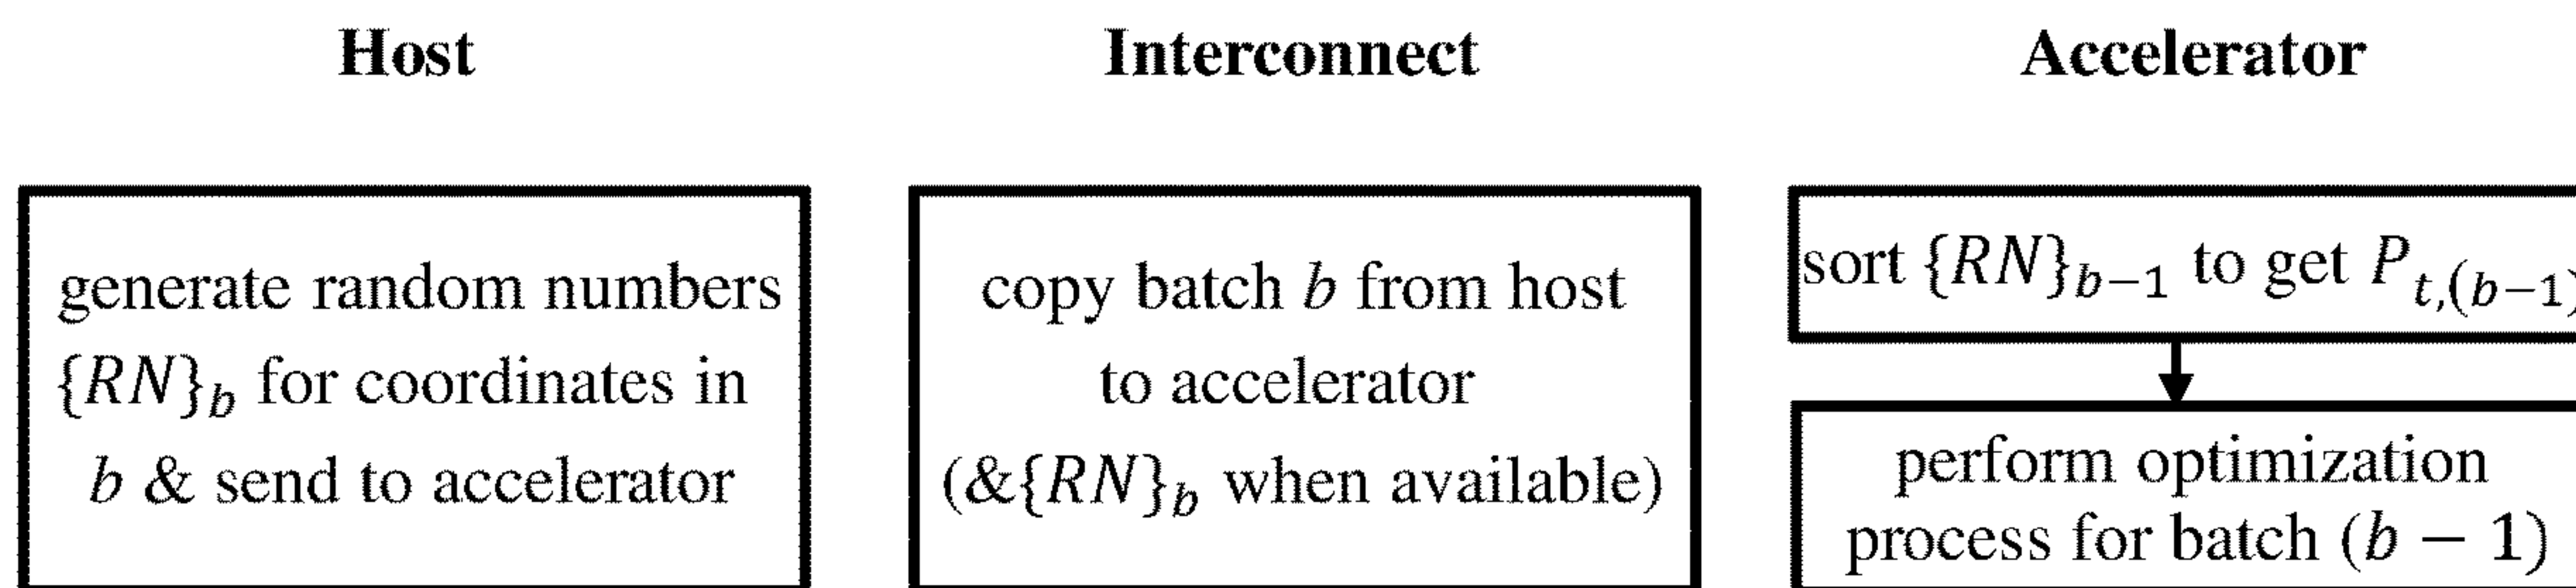 Host
generate random numbers
{RN}_b for coordinates in
b & send to accelerator
Interconnect
copy batch b from host
to accelerator
(&{RN}_b when available)
Accelerator
sort {RN}_{b−1} to get P_{t,(b−1)}
perform optimization
process for batch (b − 1)